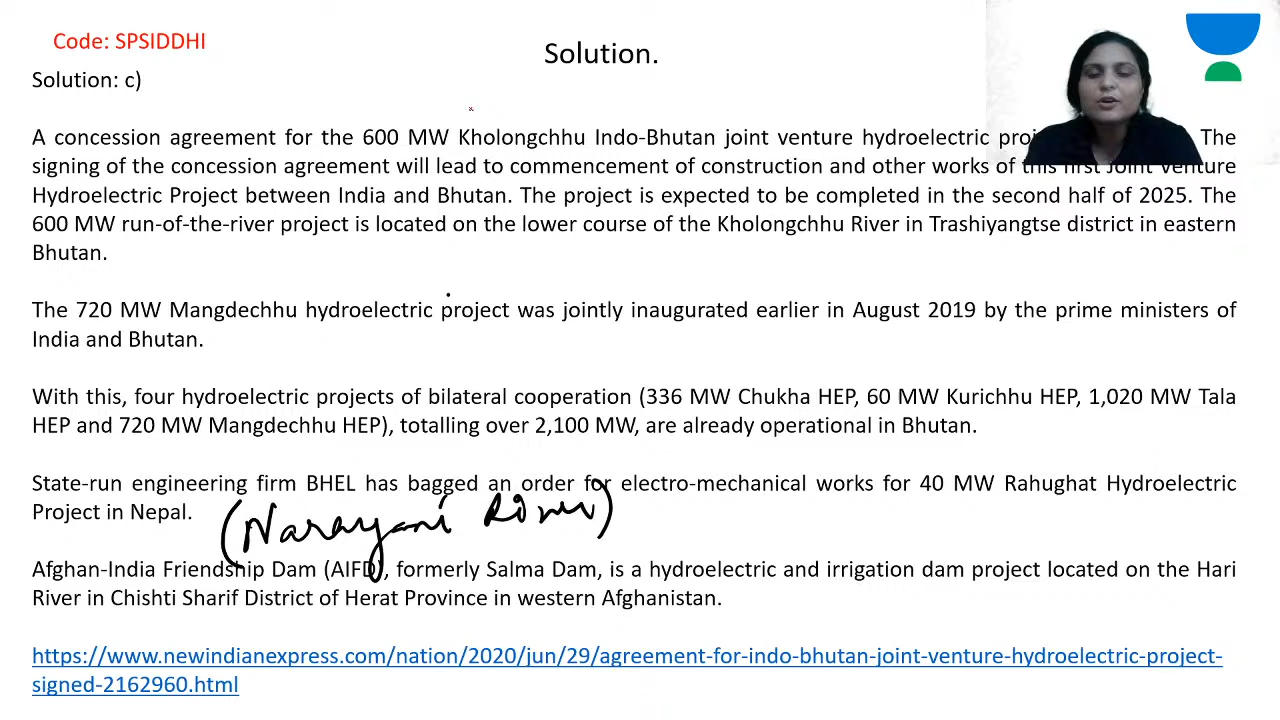 Code: SPSIDDHI
Solution.
Solution: c)
A concession agreement for the 600 MW Kholongchhu Indo-Bhutan joint venture hydroelectric The
signing of the concession agreement will lead to commencement of construction and other works of this first Joint Venture
Hydroelectric Project between India and Bhutan. The project is expected to be completed in the second half of 2025. The
600 MW run-of-the-river project is located on the lower course of the Kholongchhu River in Trashiyangtse district in eastern
Bhutan.
The 720 MW Mangdechhu hydroelectric project was jointly inaugurated earlier in August 2019 by the prime ministers of
India and Bhutan.
With this, four hydroelectric projects of bilateral cooperation (336 MW Chukha HEP, 60 MW Kurichhu HEP, 1,020 MW Tala
HEP and 720 MW Mangdechhu HEP), totalling over 2,100 MW, are already operational in Bhutan.
State-run engineering firm BHEL has bagged an order for electro-mechanical works for 40 MW Rahughat Hydroelectric
Project in Nepal.
(Narayani River)
Afghan-India Friendship Dam (AIFD), formerly Salma Dam, is a hydroelectric and irrigation dam project located on the Hari
River in Chishti Sharif District of Herat Province in western Afghanistan.
https://www.newindianexpress.com/nation/2020/jun/29/agreement-for-indo-bhutan-joint-venture-hydroelectric-project-
signed-2162960.html